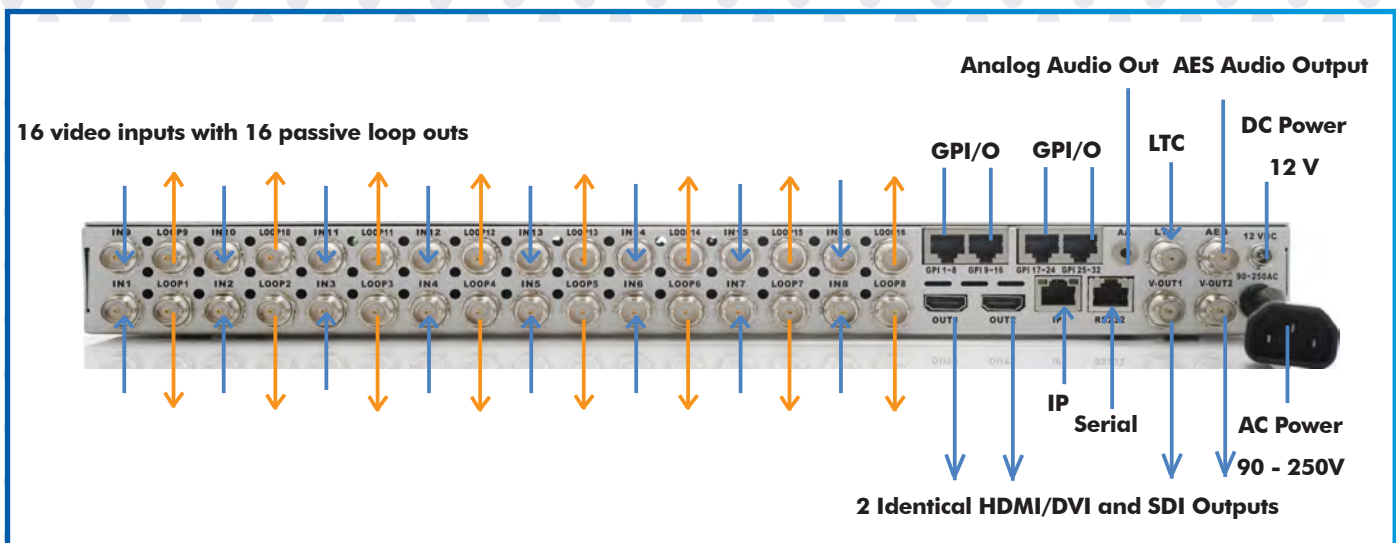 Analog Audio Out AES Audio Output
16 video inputs with 16 passive loop outs
DC Power
12 V
GPI/O GPI/O LTC
IN9 LOOP9 IN10 LOOP10 IN11 LOOP11 IN12 LOOP12 IN13 LOOP13 IN14 LOOP14 IN15 LOOP15 IN16 LOOP16 AA LTC AES 12 VDC
GPI 1~8 GPI 9~16 GPI 17~24 GPI 25~32 90~250AC
IN1 LOOP1 IN2 LOOP2 IN3 LOOP3 IN4 LOOP4 IN5 LOOP5 IN6 LOOP6 IN7 LOOP7 IN8 LOOP8 V-OUT1 V-OUT2
OUT1 OUT2 IP RS232
IP
Serial
AC Power
90 - 250V
2 Identical HDMI/DVI and SDI Outputs